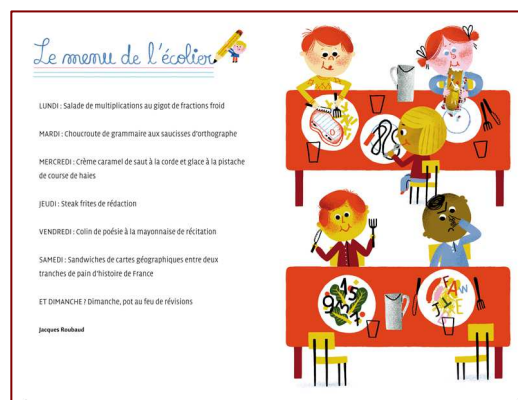 Le menu de l'écolier
LUNDI : Salade de multiplications au gigot de fractions froid
MARDI : Choucroute de grammaire aux saucisses d'orthographe
MERCREDI : Crème caramel de saut à la corde et glace à la pistache
de course de haies
JEUDI : Steak frites de rédaction
VENDREDI : Colin de poésie à la mayonnaise de récitation
SAMEDI : Sandwiches de cartes géographiques entre deux
tranches de pain d'histoire de France
ET DIMANCHE ? Dimanche, pot au feu de révisions
Jacques Roubaud